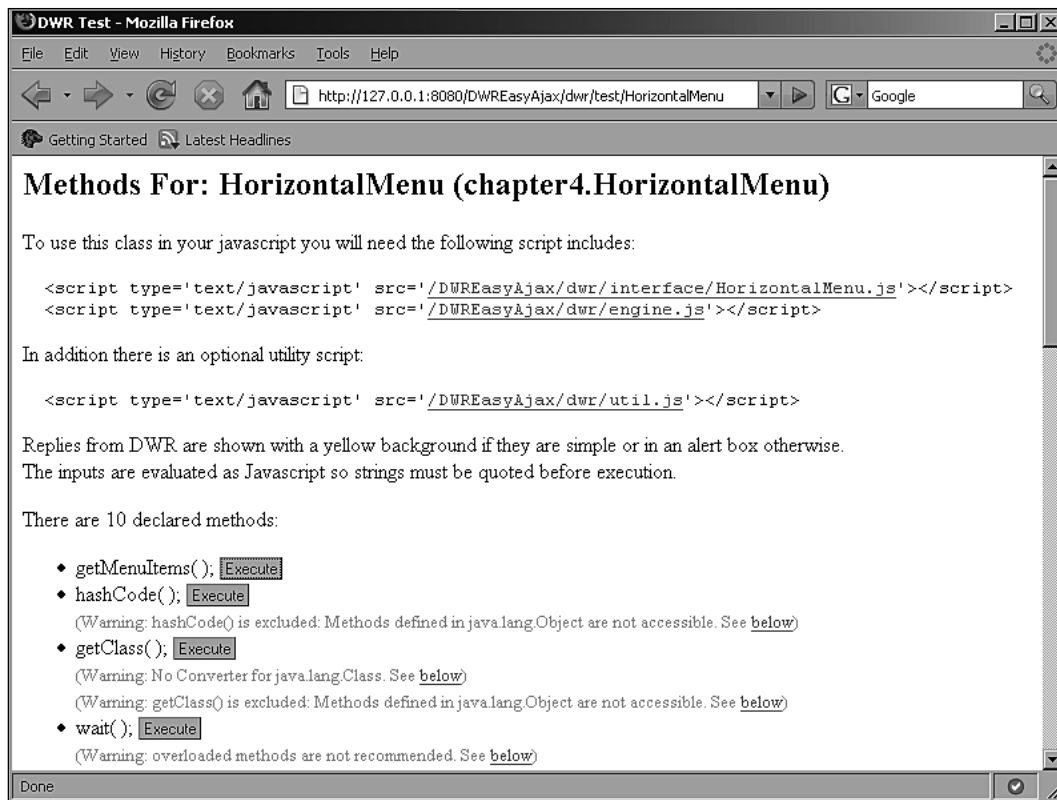 DWR Test - Mozilla Firefox
File Edit View History Bookmarks Tools Help
http://127.0.0.1:8080/DWREasyAjax/dwr/test/HorizontalMenu G Google
Getting Started Latest Headlines
Methods For: HorizontalMenu (chapter4.HorizontalMenu)
To use this class in your javascript you will need the following script includes:
<script type='text/javascript' src='/DWREasyAjax/dwr/interface/HorizontalMenu.js'></script>
<script type='text/javascript' src='/DWREasyAjax/dwr/engine.js'></script>
In addition there is an optional utility script:
<script type='text/javascript' src='/DWREasyAjax/dwr/util.js'></script>
Replies from DWR are shown with a yellow background if they are simple or in an alert box otherwise.
The inputs are evaluated as Javascript so strings must be quoted before execution.
There are 10 declared methods:
• getMenuItems( ); Execute
• hashCode( ); Execute
(Warning: hashCode() is excluded: Methods defined in java.lang.Object are not accessible. See below)
• getClass( ); Execute
(Warning: No Converter for java.lang.Class. See below)
(Warning: getClass() is excluded: Methods defined in java.lang.Object are not accessible. See below)
• wait( ); Execute
(Warning: overloaded methods are not recommended. See below)
Done